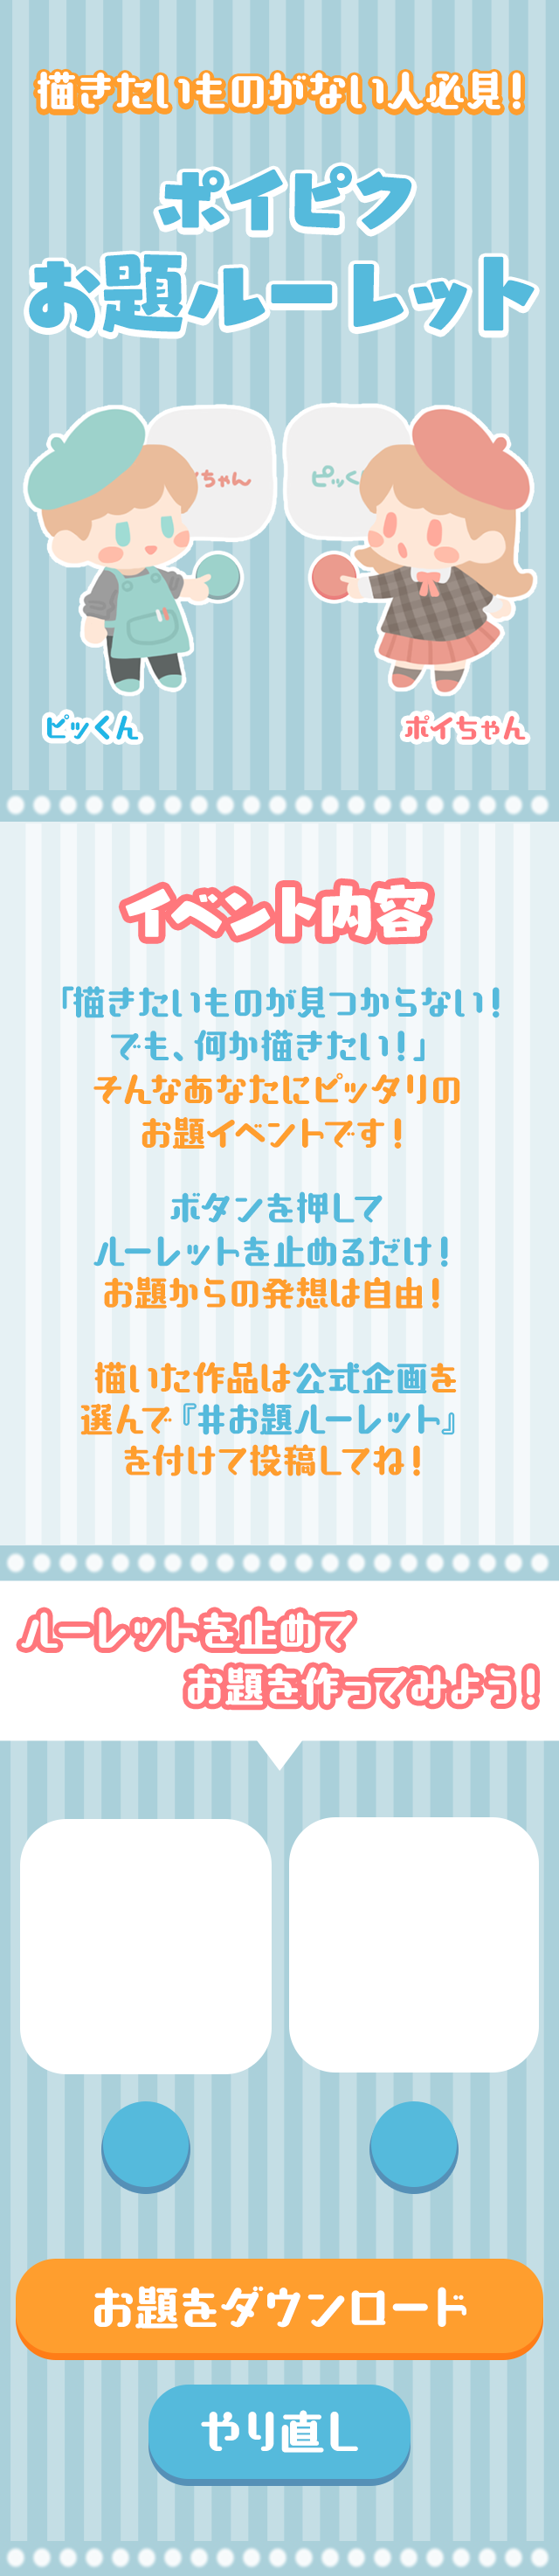 描きたいものがない人必見！
ポイピク
お題ルーレット
ちゃん
ピッく
ピッくん
ポイちゃん
イベント内容
「描きたいものが見つからない！
でも、何か描きたい！」
そんなあなたにピッタリの
お題イベントです！
ボタンを押して
ルーレットを止めるだけ！
お題からの発想は自由！
描いた作品は公式企画を
選んで『#お題ルーレット』
を付けて投稿してね！
ルーレットを止めて
お題を作ってみよう！
お題をダウンロード
やり直し